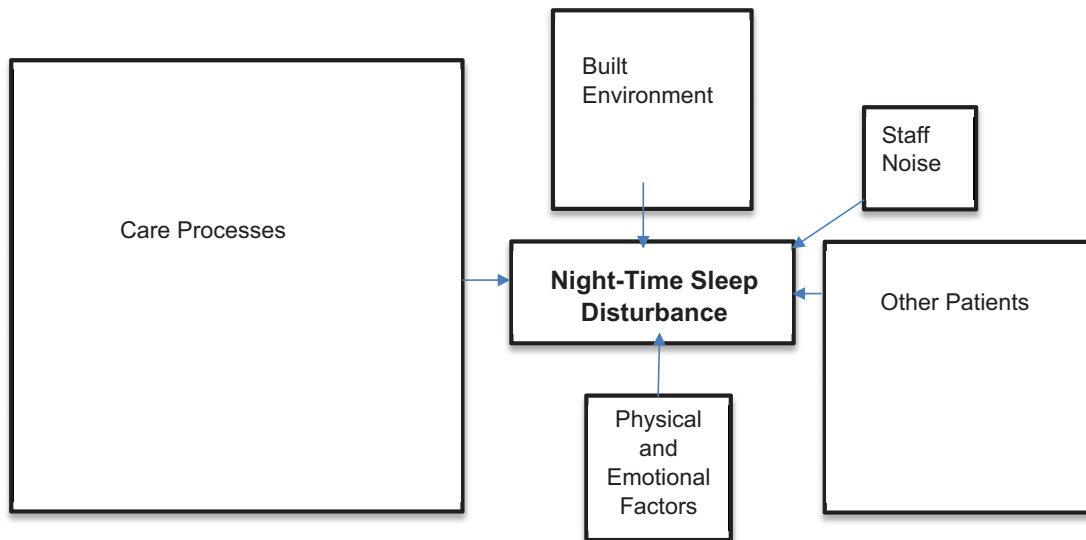 Built
Environment
Staff
Noise
Care Processes
Night-Time Sleep
Disturbance
Other Patients
Physical
and
Emotional
Factors